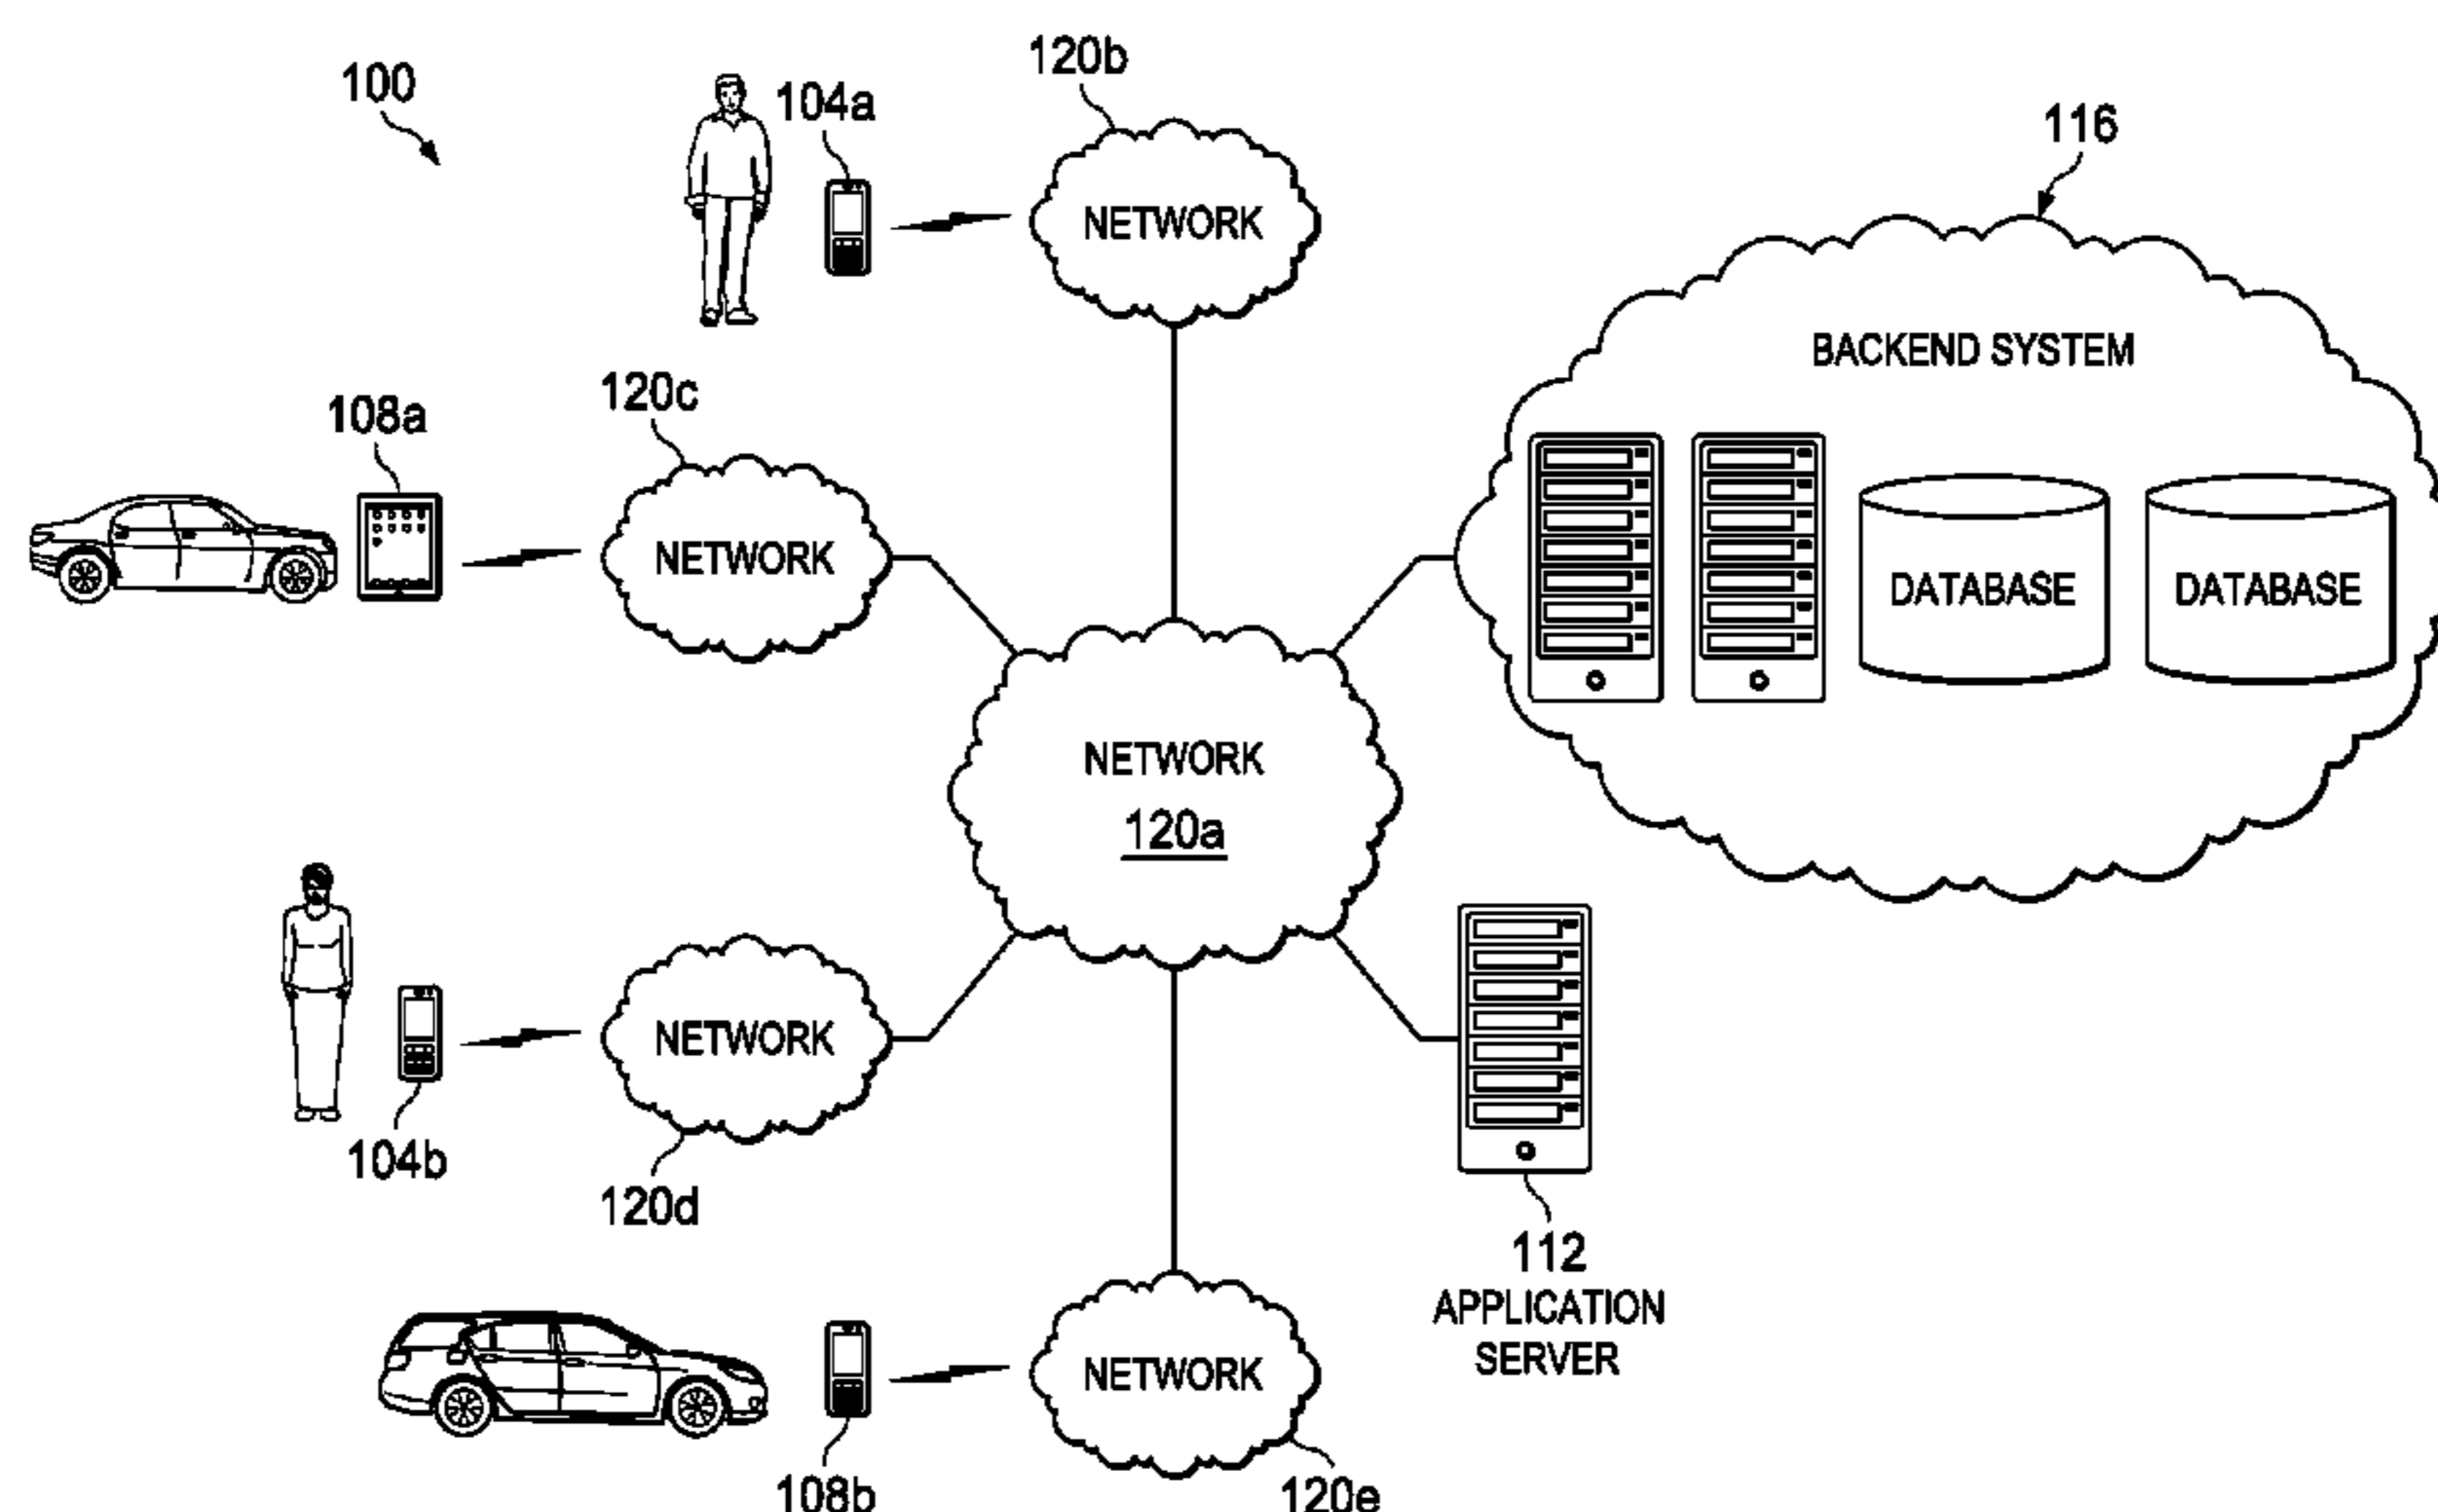 100
104a
120b
NETWORK
116
BACKEND SYSTEM
DATABASE
DATABASE
108a
120c
NETWORK
NETWORK
120a
104b
NETWORK
120d
112
APPLICATION
SERVER
108b
NETWORK
120e